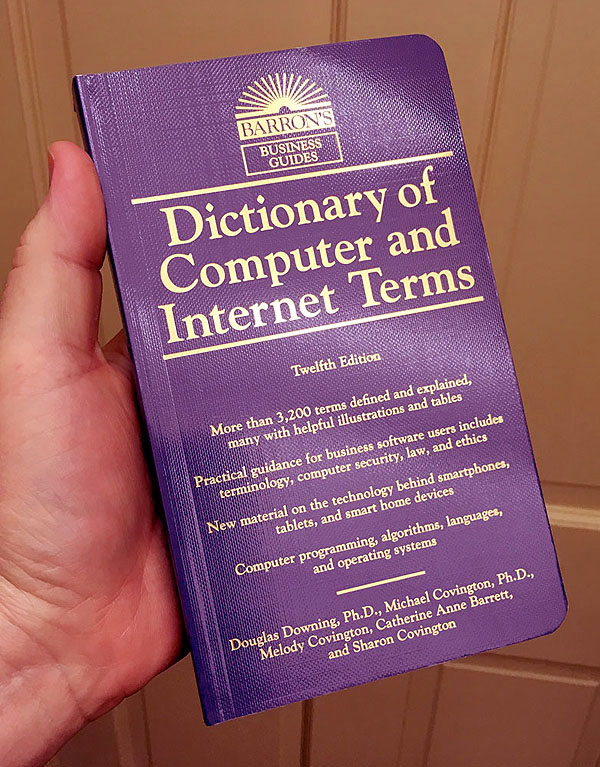 BARRON'S
BUSINESS
GUIDES
Dictionary of
Computer and
Internet Terms
Twelfth Edition
More than 3,200 terms defined and explained,
many with helpful illustrations and tables
Practical guidance for business software users includes
terminology, computer security, law, and ethics
New material on the technology behind smartphones,
tablets, and smart home devices
Computer programming, algorithms, languages,
and operating systems
Douglas Downing, Ph.D., Michael Covington, Ph.D.,
Melody Covington, Catherine Anne Barrett,
and Sharon Covington